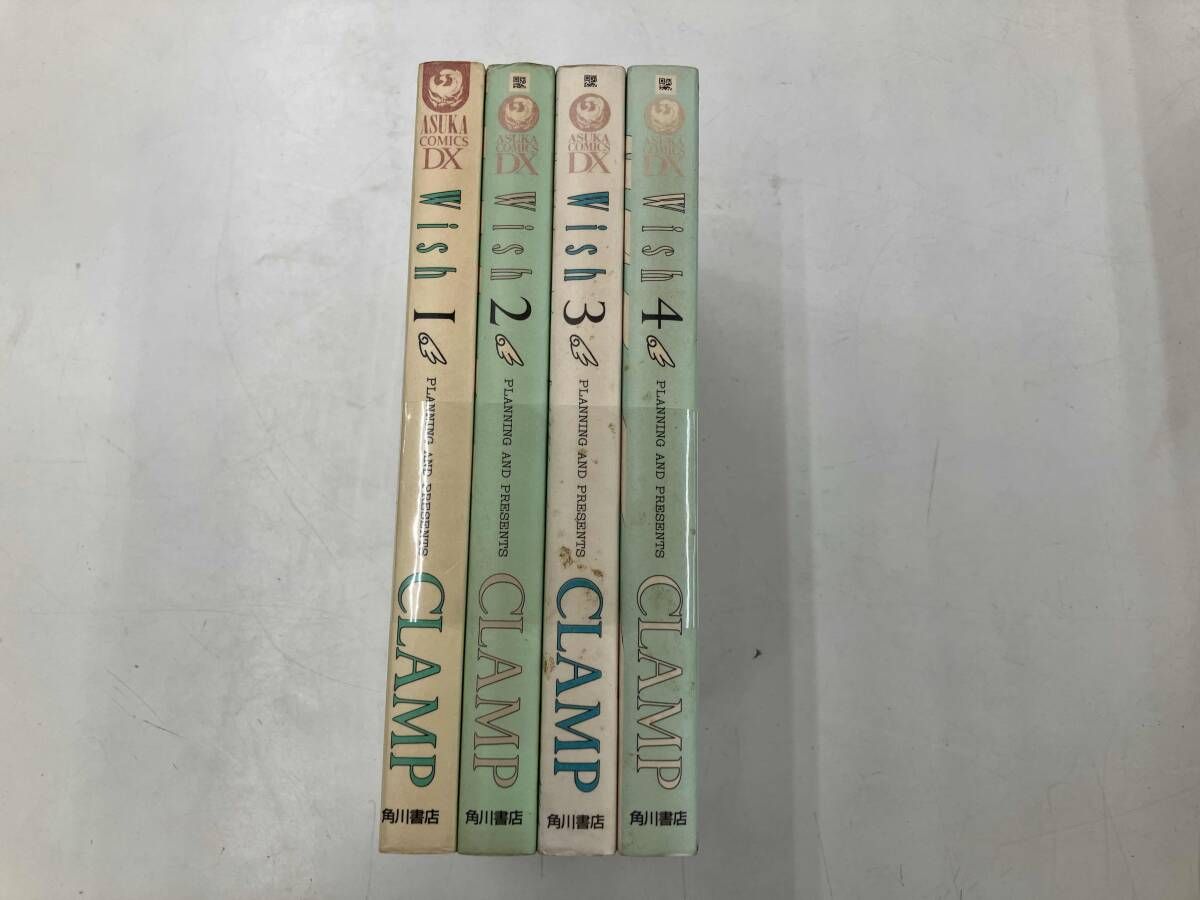 ASUKA
COMICS
DX
Wish
1
PLANNING AND PRESENTS
CLAMP
角川書店
ASUKA
COMICS
DX
Wish
2
PLANNING AND PRESENTS
CLAMP
角川書店
ASUKA
COMICS
DX
Wish
3
PLANNING AND PRESENTS
CLAMP
角川書店
ASUKA
COMICS
DX
Wish
4
PLANNING AND PRESENTS
CLAMP
角川書店